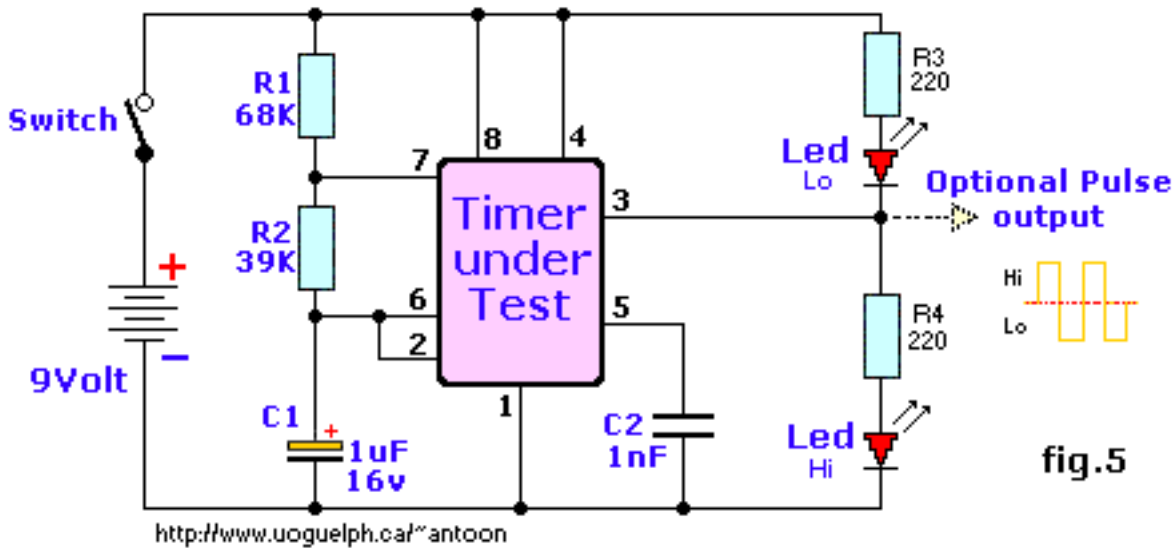 R1
68K
R3
220
Switch
8
4
7
Led
Lo
3
Optional Pulse
output
R2
39K
Timer
under
Test
+
Hi
Lo
6
5
R4
220
2
–
9Volt
C1
+
1uF
16v
1
C2
1nF
Led
Hi
fig.5
http://www.uoguelph.ca/~antoon